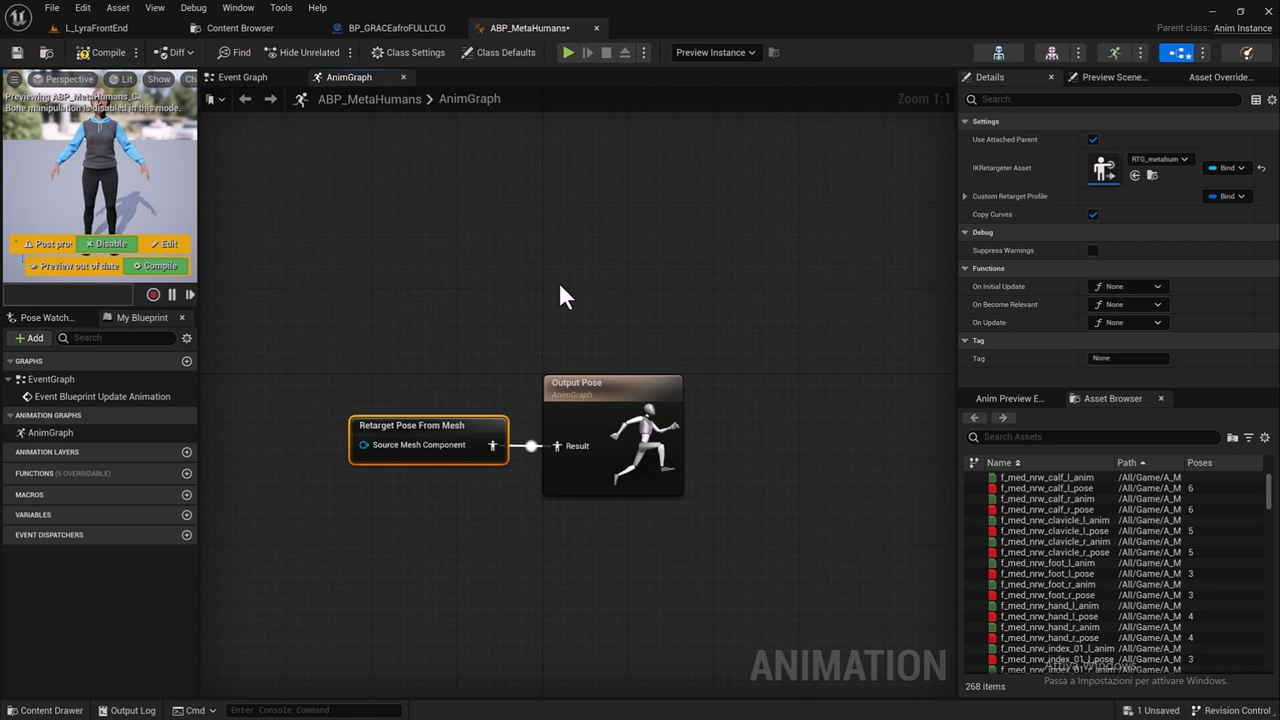 File Edit Asset View Debug Window Tools Help
L_LyraFrontEnd Content Browser BP_GRACEafroFULLCLO ABP_MetaHumans•
Parent class: Anim Instance
Compile Diff Find Hide Unrelated Class Settings Class Defaults Preview Instance
Event Graph AnimGraph
Details Preview Scene... Asset Override...
Perspective Lit Show Ch
ABP_MetaHumans AnimGraph Zoom 1:1
Previewing ABP_MetaHumans_C.
Bone manipulation is disabled in this mode.
Search
Settings
Use Attached Parent
IKRetargeter Asset RTG_metahum Bind
Custom Retarget Profile Bind
Copy Curves
Debug
Suppress Warnings
Functions
On Initial Update None
On Become Relevant None
On Update None
Tag
Tag None
Post pro Disable Edit
Preview out of date Compile
Pose Watch... My Blueprint
Add Search
GRAPHS
EventGraph
Event Blueprint Update Animation
ANIMATION GRAPHS
AnimGraph
ANIMATION LAYERS
FUNCTIONS (5 OVERRIDABLE)
MACROS
VARIABLES
EVENT DISPATCHERS
Retarget Pose From Mesh
Source Mesh Component
Output Pose
AnimGraph
Result
ANIMATION
Anim Preview E... Asset Browser
Search Assets
Name Path Poses
f_med_nrw_calf_l_anim /All/Game/A_M
f_med_nrw_calf_l_pose /All/Game/A_M 6
f_med_nrw_calf_r_anim /All/Game/A_M
f_med_nrw_calf_r_pose /All/Game/A_M 6
f_med_nrw_clavicle_l_anim /All/Game/A_M
f_med_nrw_clavicle_l_pose /All/Game/A_M 5
f_med_nrw_clavicle_r_anim /All/Game/A_M
f_med_nrw_clavicle_r_pose /All/Game/A_M 5
f_med_nrw_foot_l_anim /All/Game/A_M
f_med_nrw_foot_l_pose /All/Game/A_M 3
f_med_nrw_foot_r_anim /All/Game/A_M
f_med_nrw_foot_r_pose /All/Game/A_M 3
f_med_nrw_hand_l_anim /All/Game/A_M
f_med_nrw_hand_l_pose /All/Game/A_M 4
f_med_nrw_hand_r_anim /All/Game/A_M
f_med_nrw_hand_r_pose /All/Game/A_M 4
f_med_nrw_index_01_l_anim /All/Game/A_M
f_med_nrw_index_01_l_pose /All/Game/A_M 3
Passa a Impostazioni per attivare Windows.
268 items
Content Drawer Output Log Cmd Enter Console Command 1 Unsaved Revision Control